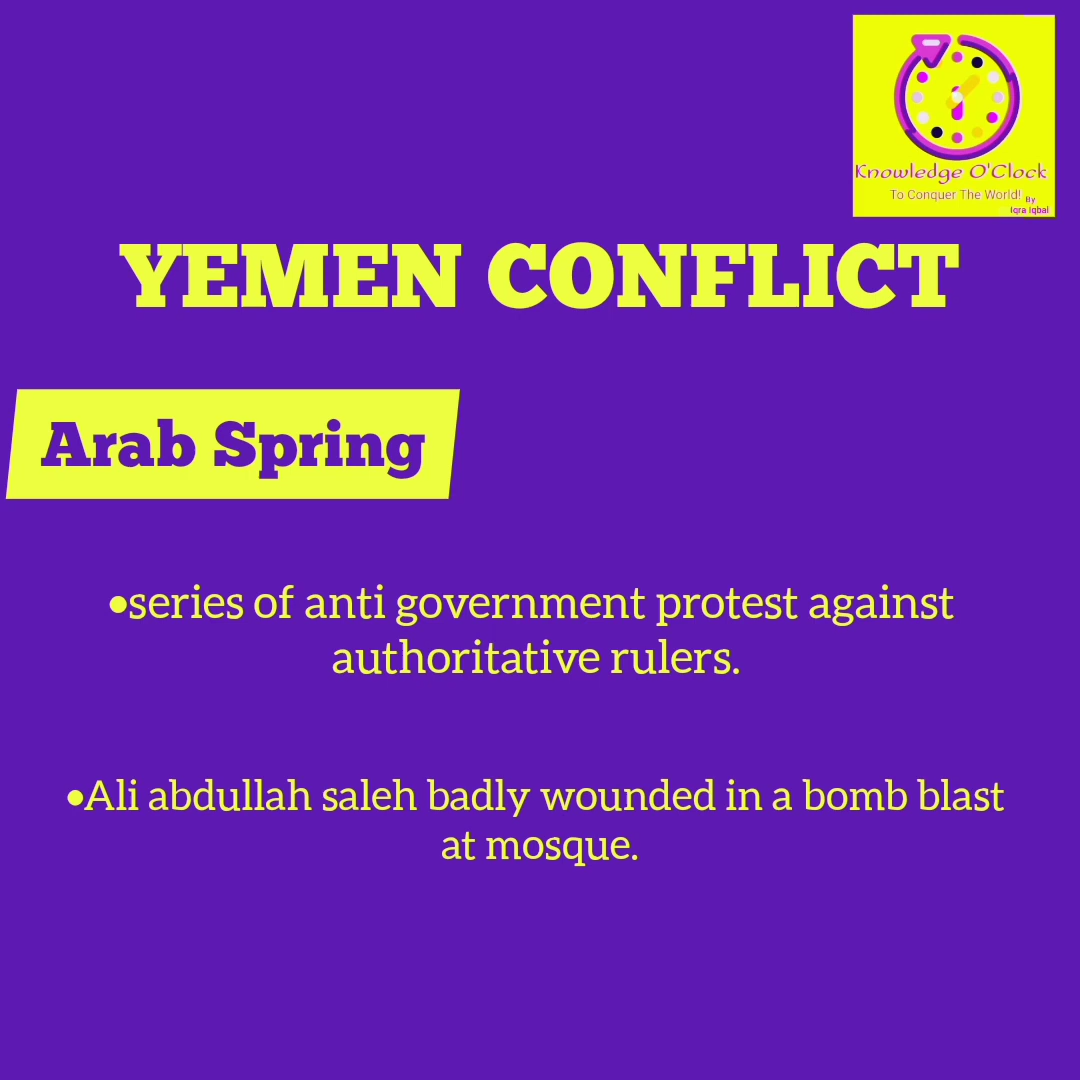 Knowledge O'Clock
To Conquer The World!
By
Iqra Iqbal
YEMEN CONFLICT
Arab Spring
•series of anti government protest against
authoritative rulers.
•Ali abdullah saleh badly wounded in a bomb blast
at mosque.